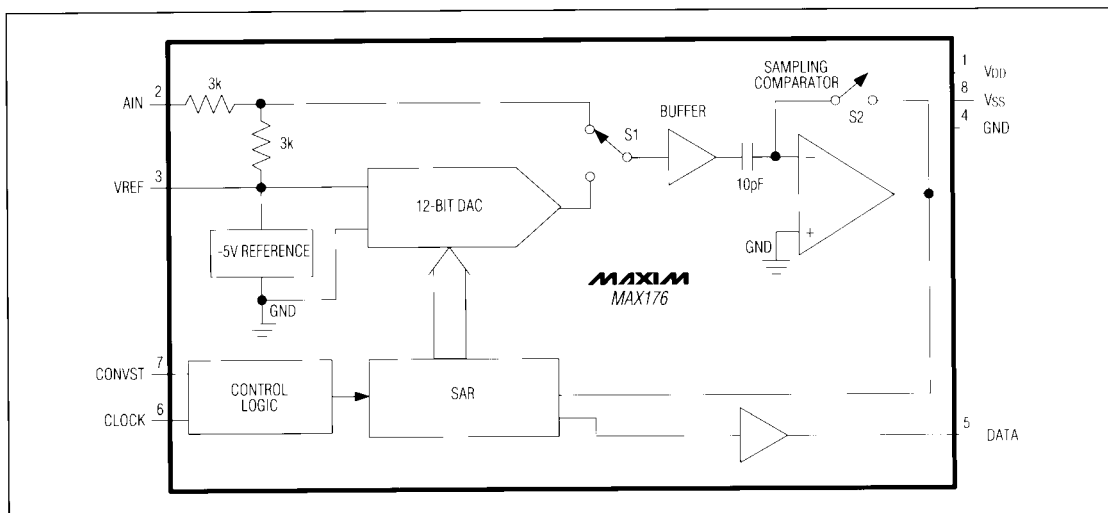 AIN 2
3k
3k
VREF 3
-5V REFERENCE
GND
12-BIT DAC
S1
BUFFER
10pF
SAMPLING
COMPARATOR
S2
−
+
GND
1 VDD
8 VSS
4 GND
MAXIM
MAX176
CONVST 7
CLOCK 6
CONTROL
LOGIC
SAR
5 DATA